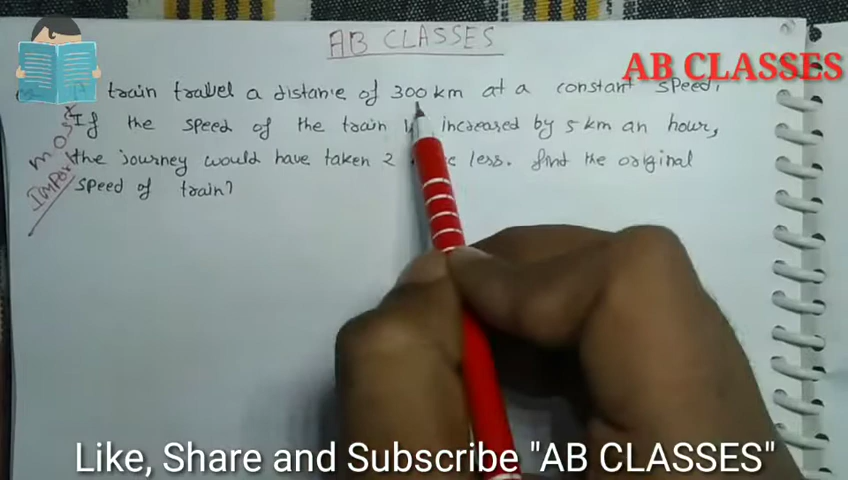 AB CLASSES
AB CLASSES
train travel a distance of 300 km at a constant speed.
If the speed of the train increased by 5 km an hour,
the journey would have taken 2 less. find the original
speed of train?
Most
Import
Like, Share and Subscribe "AB CLASSES"